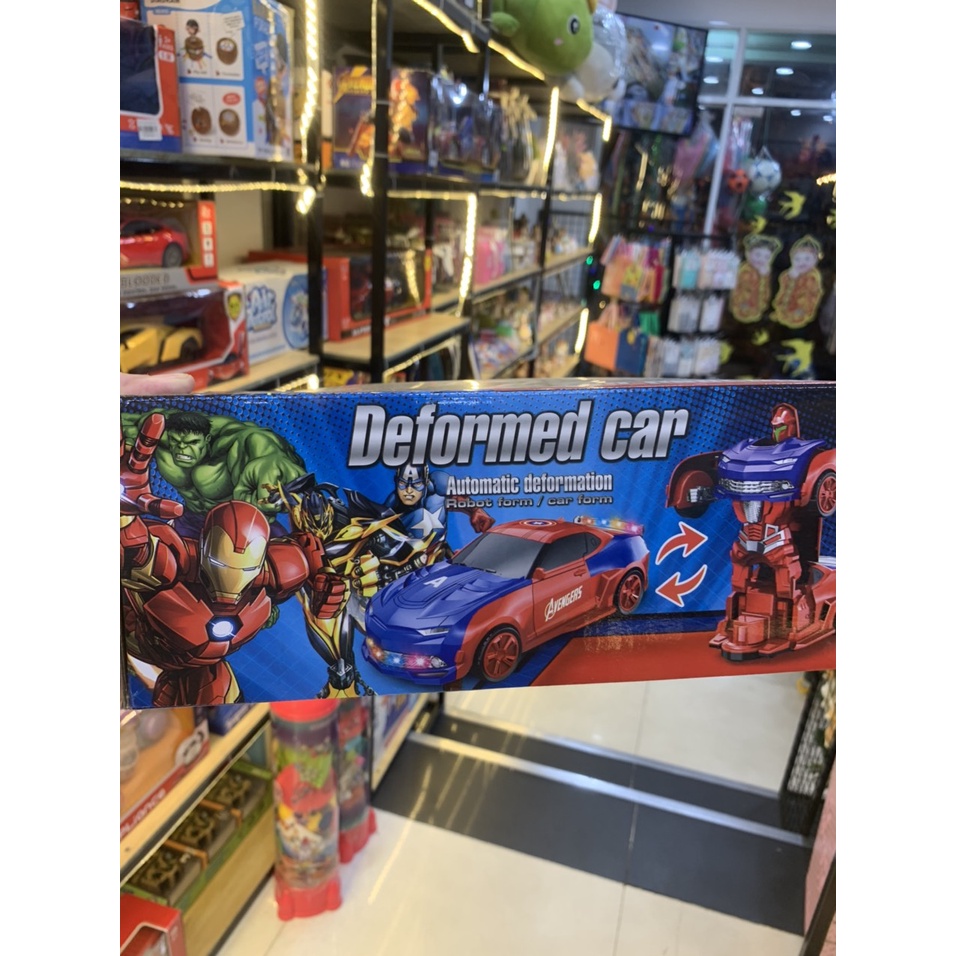 Deformed car
Automatic deformation
Robot form / car form
A
AVENGERS